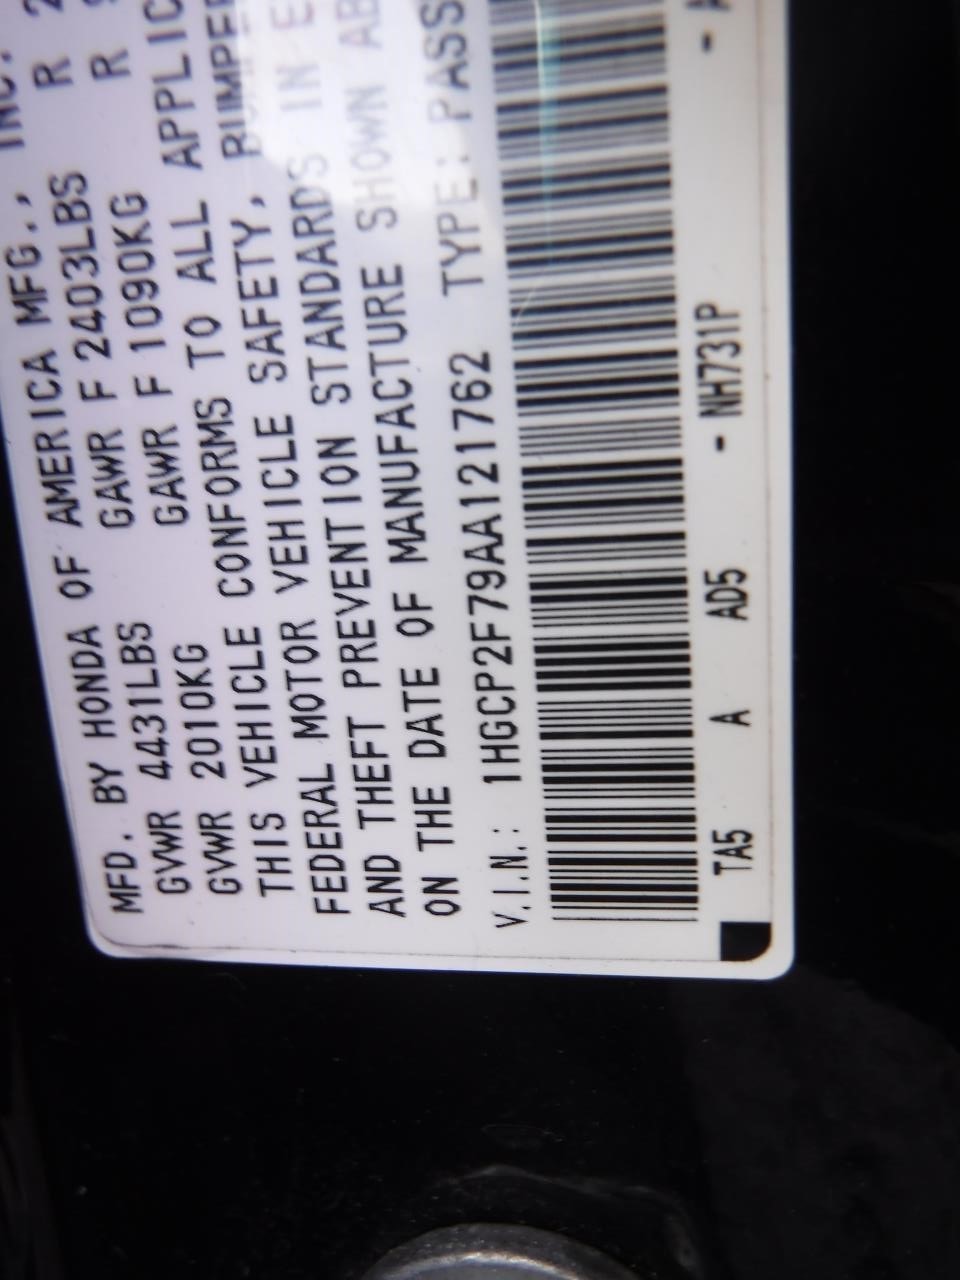 MFD. BY HONDA OF AMERICA MFG., INC.
GVWR 4431LBS GAWR F 2403LBS R 2
GVWR 2010KG GAWR F 1090KG R
THIS VEHICLE CONFORMS TO ALL APPLIC
FEDERAL MOTOR VEHICLE SAFETY, BUMPER
AND THEFT PREVENTION STANDARDS IN E
ON THE DATE OF MANUFACTURE SHOWN AB
V.I.N.: 1HGCP2F79AA121762 TYPE: PASS
TA5 A AD5 - NH731P - A